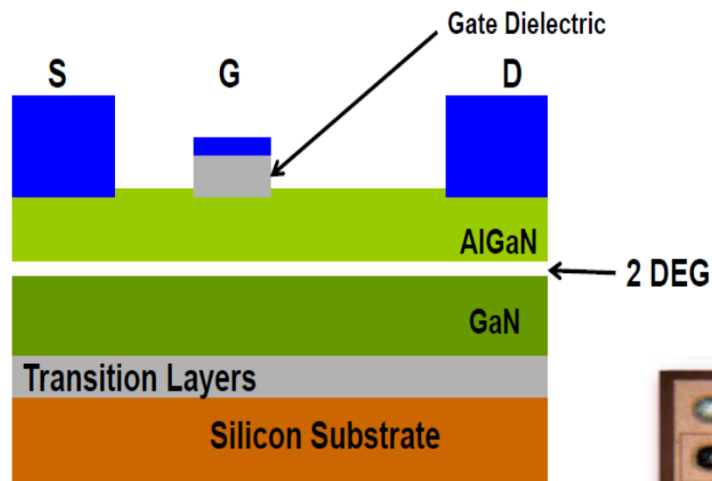 Gate Dielectric
S G D
AlGaN
2 DEG
GaN
Transition Layers
Silicon Substrate